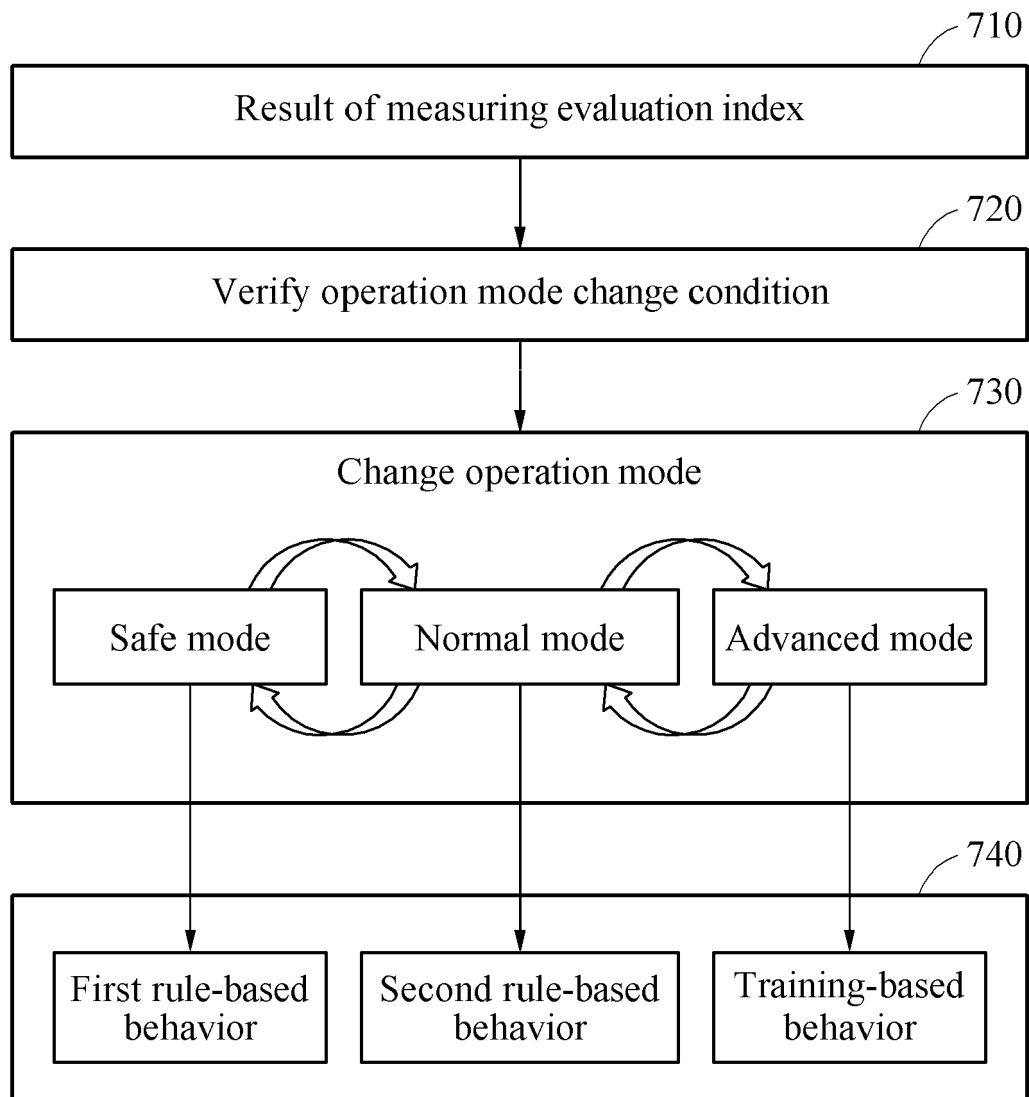 710
Result of measuring evaluation index
720
Verify operation mode change condition
730
Change operation mode
Safe mode
Normal mode
Advanced mode
740
First rule-based
behavior
Second rule-based
behavior
Training-based
behavior